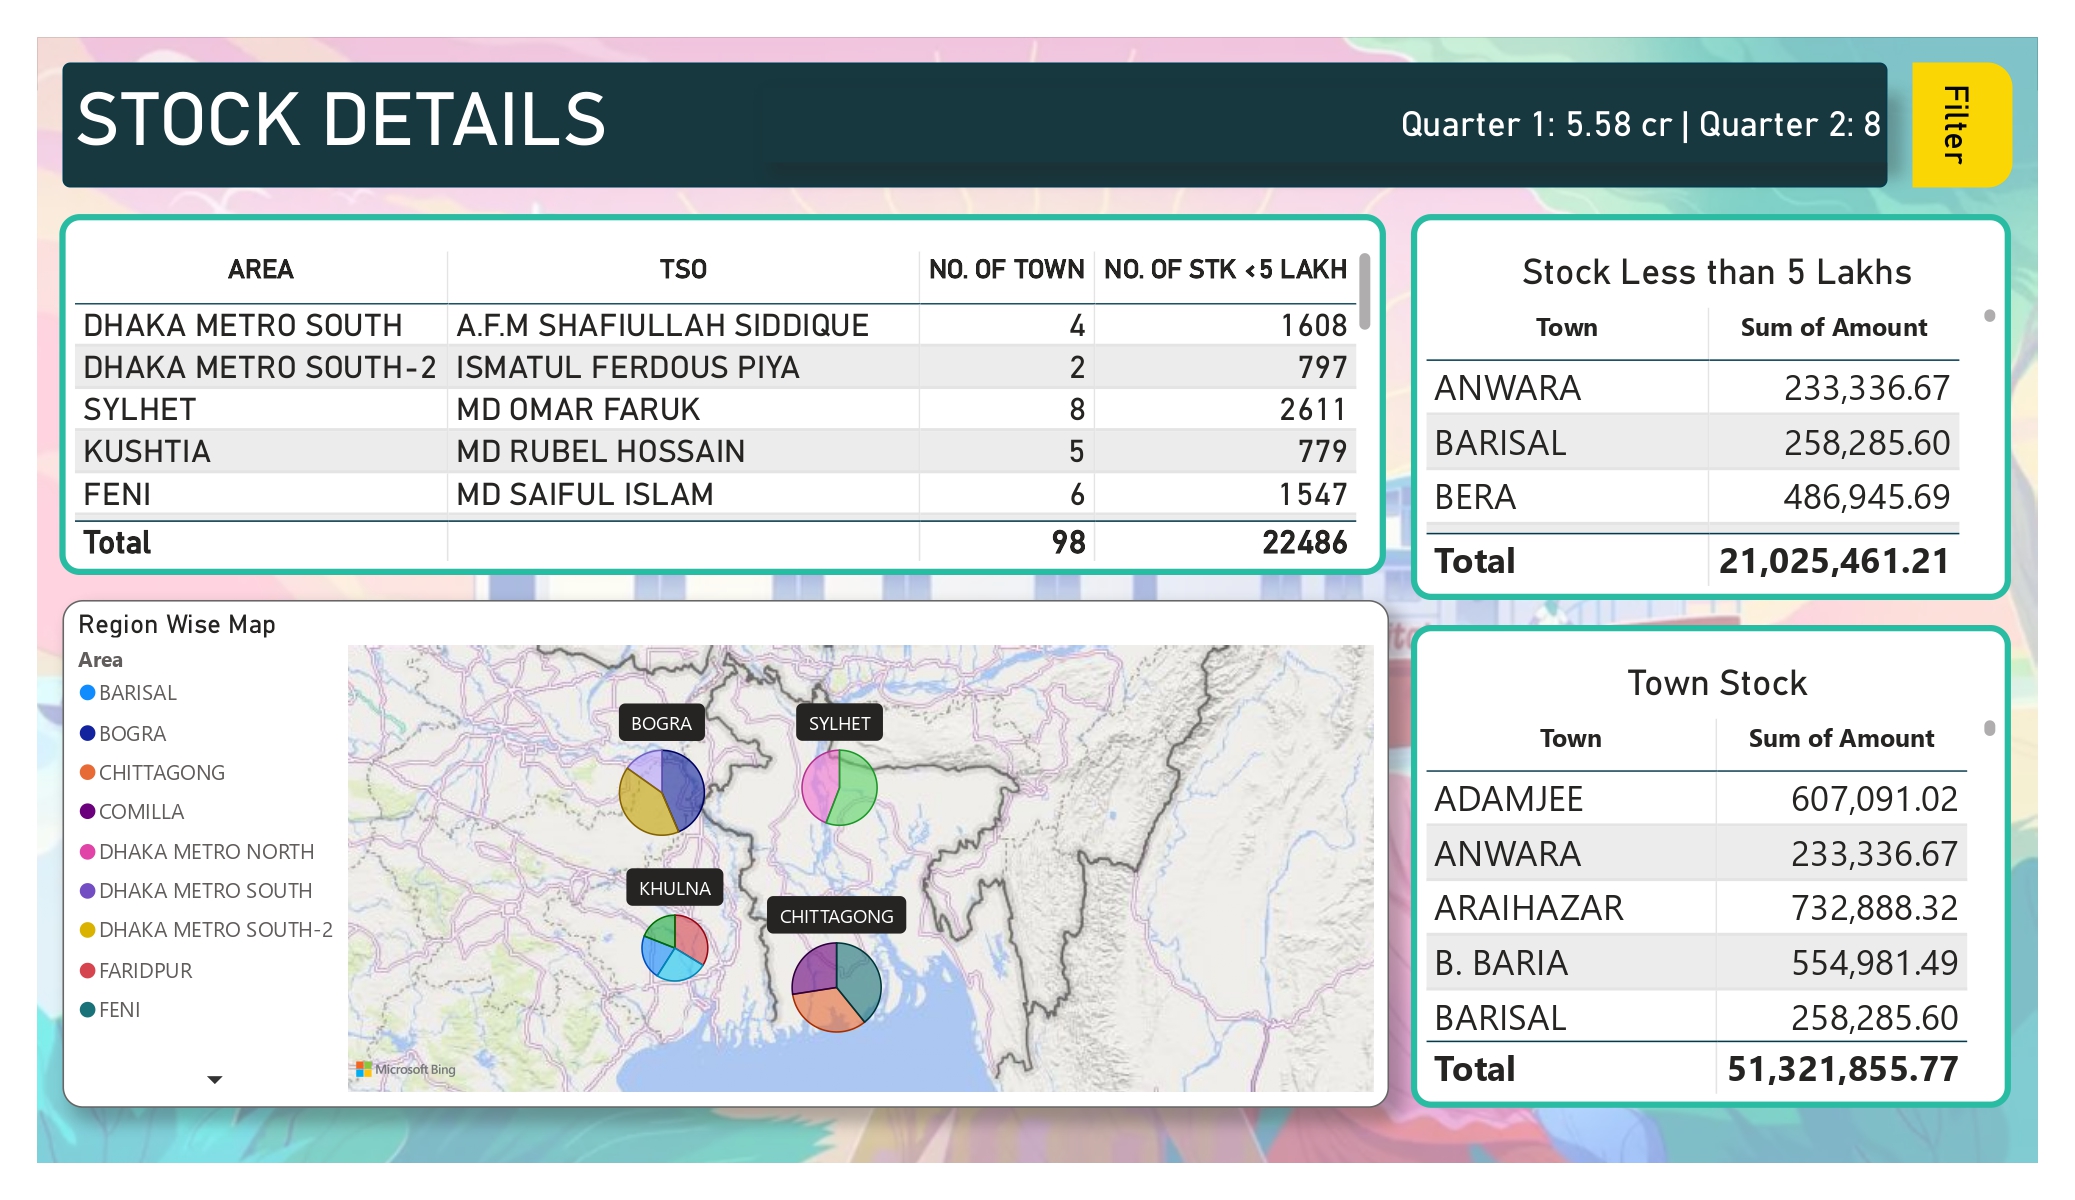 STOCK DETAILS
Quarter 1: 5.58 cr | Quarter 2: 8
Filter
AREA TSO NO. OF TOWN NO. OF STK <5 LAKH
DHAKA METRO SOUTH A.F.M SHAFIULLAH SIDDIQUE 4 1608
DHAKA METRO SOUTH-2 ISMATUL FERDOUS PIYA 2 797
SYLHET MD OMAR FARUK 8 2611
KUSHTIA MD RUBEL HOSSAIN 5 779
FENI MD SAIFUL ISLAM 6 1547
Total 98 22486
Stock Less than 5 Lakhs
Town Sum of Amount
ANWARA 233,336.67
BARISAL 258,285.60
BERA 486,945.69
Total 21,025,461.21
Region Wise Map
Area
BARISAL
BOGRA
CHITTAGONG
COMILLA
DHAKA METRO NORTH
DHAKA METRO SOUTH
DHAKA METRO SOUTH-2
FARIDPUR
FENI
BOGRA
SYLHET
KHULNA
CHITTAGONG
Microsoft Bing
Town Stock
Town Sum of Amount
ADAMJEE 607,091.02
ANWARA 233,336.67
ARAIHAZAR 732,888.32
B. BARIA 554,981.49
BARISAL 258,285.60
Total 51,321,855.77